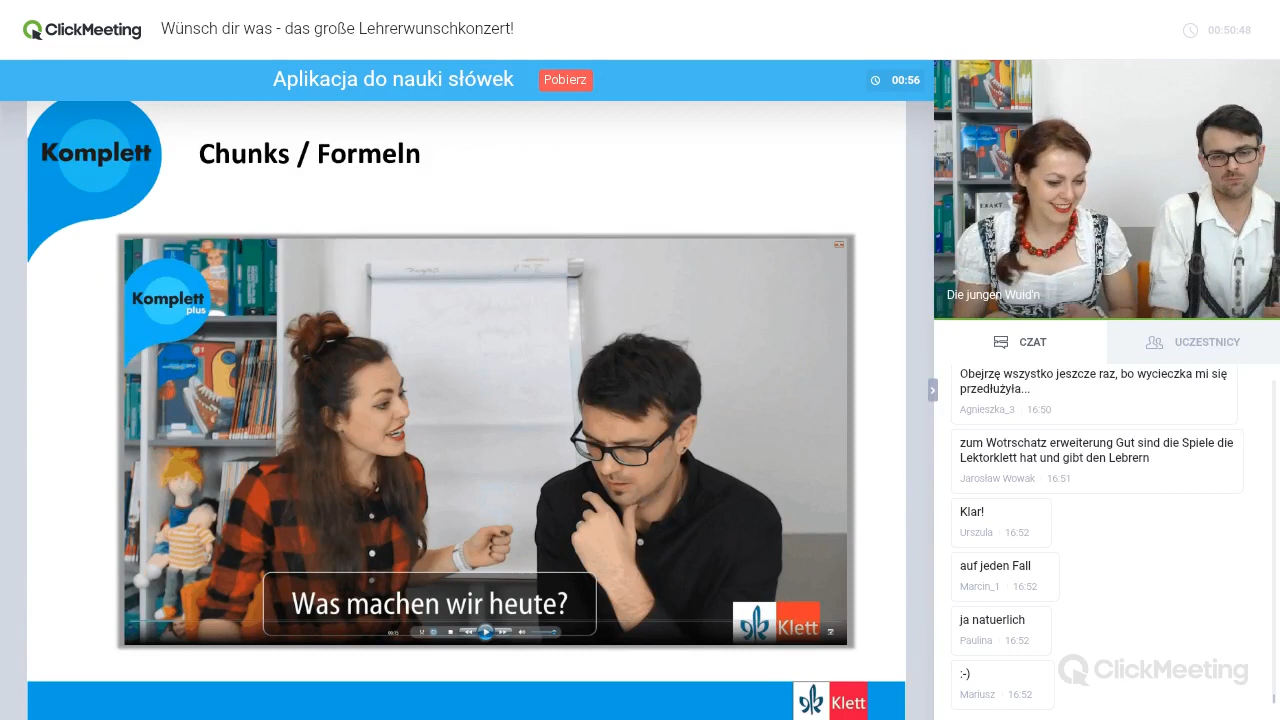 ClickMeeting
Wünsch dir was - das große Lehrerwunschkonzert!
00:50:48
Aplikacja do nauki słówek
Pobierz
00:56
Komplett
Chunks / Formeln
Komplett
plus
Was machen wir heute?
Klett
Klett
Die jungen Wuid'n
CZAT
UCZESTNICY
Obejrzę wszystko jeszcze raz, bo wycieczka mi się
przedłużyła...
Agnieszka_3 16:50
zum Wotrschatz erweiterung Gut sind die Spiele die
Lektorklett hat und gibt den Lebrern
Jarosław Wowak 16:51
Klar!
Urszula 16:52
auf jeden Fall
Marcin_1 16:52
ja natuerlich
Paulina 16:52
:-)
Mariusz 16:52
ClickMeeting